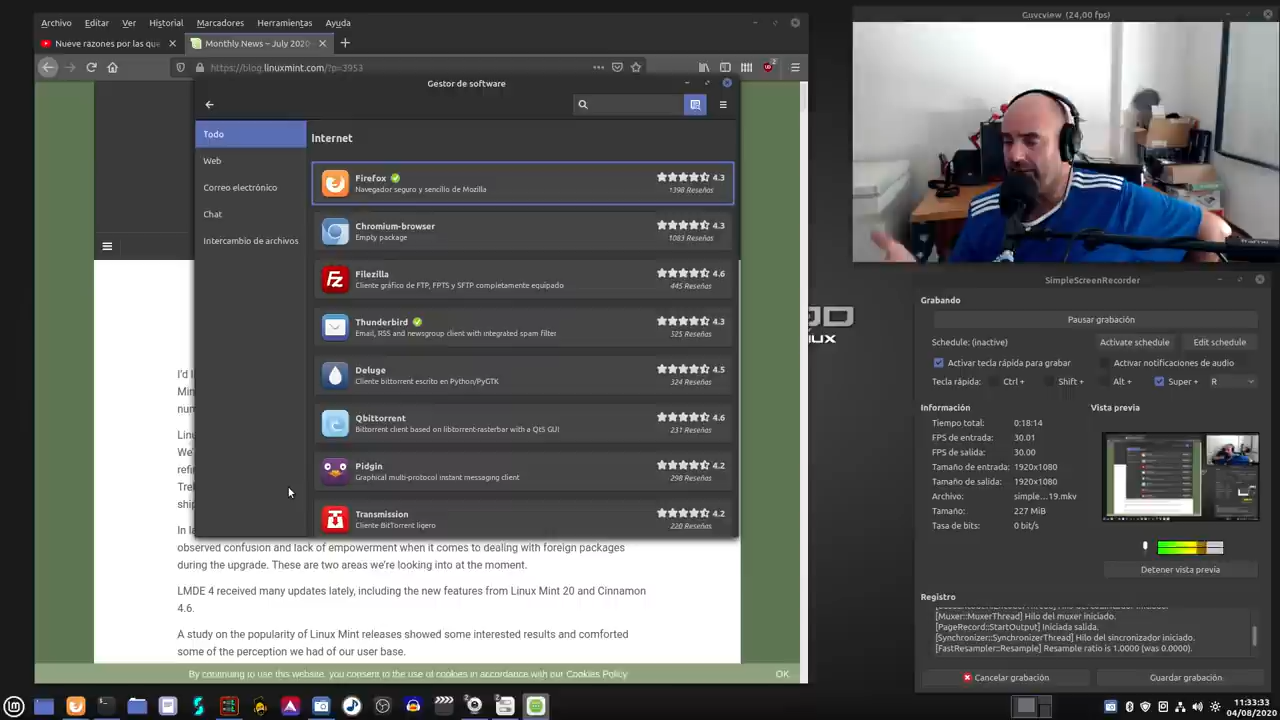 Archivo Editar Ver Historial Marcadores Herramientas Ayuda
Nueve razones por las que
Monthly News – July 2020
https://blog.linuxmint.com/?p=3953
Gestor de software
Todo
Web
Correo electrónico
Chat
Intercambio de archivos
Internet
Firefox
Navegador seguro y sencillo de Mozilla
4.3
1398 Reseñas
Chromium-browser
Empty package
4.3
1083 Reseñas
Filezilla
Cliente gráfico de FTP, FPTS y SFTP completamente equipado
4.6
445 Reseñas
Thunderbird
Email, RSS and newsgroup client with integrated spam filter
4.3
325 Reseñas
Deluge
Cliente bittorrent escrito en Python/PyGTK
4.5
324 Reseñas
Qbittorrent
Bittorrent client based on libtorrent-rasterbar with a Qt5 GUI
4.6
231 Reseñas
Pidgin
Graphical multi-protocol instant messaging client
4.2
298 Reseñas
Transmission
Cliente BitTorrent ligero
4.2
220 Reseñas
I'd l
Min
num
Linu
We'
refin
Trel
ship
In la
observed confusion and lack of empowerment when it comes to dealing with foreign packages
during the upgrade. These are two areas we're looking into at the moment.
LMDE 4 received many updates lately, including the new features from Linux Mint 20 and Cinnamon
4.6.
A study on the popularity of Linux Mint releases showed some interested results and comforted
some of the perception we had of our user base.
By continuing to use this website, you consent to the use of cookies in accordance with our Cookies Policy
OK
Guvcview (24,00 fps)
SimpleScreenRecorder
Grabando
Pausar grabación
Schedule: (inactive)
Activate schedule
Edit schedule
Activar tecla rápida para grabar
Activar notificaciones de audio
Tecla rápida:
Ctrl +
Shift +
Alt +
Super +
R
Información
Tiempo total: 0:18:14
FPS de entrada: 30.01
FPS de salida: 30.00
Tamaño de entrada: 1920x1080
Tamaño de salida: 1920x1080
Archivo: simple...19.mkv
Tamaño: 227 MiB
Tasa de bits: 0 bit/s
Vista previa
Detener vista previa
Registro
[Muxer::MuxerThread] Hilo del muxer iniciado.
[PageRecord::StartOutput] Iniciada salida.
[Synchronizer::SynchronizerThread] Hilo del sincronizador iniciado.
[FastResampler::Resample] Resample ratio is 1.0000 (was 0.0000).
Cancelar grabación
Guardar grabación
11:33:33
04/08/2020